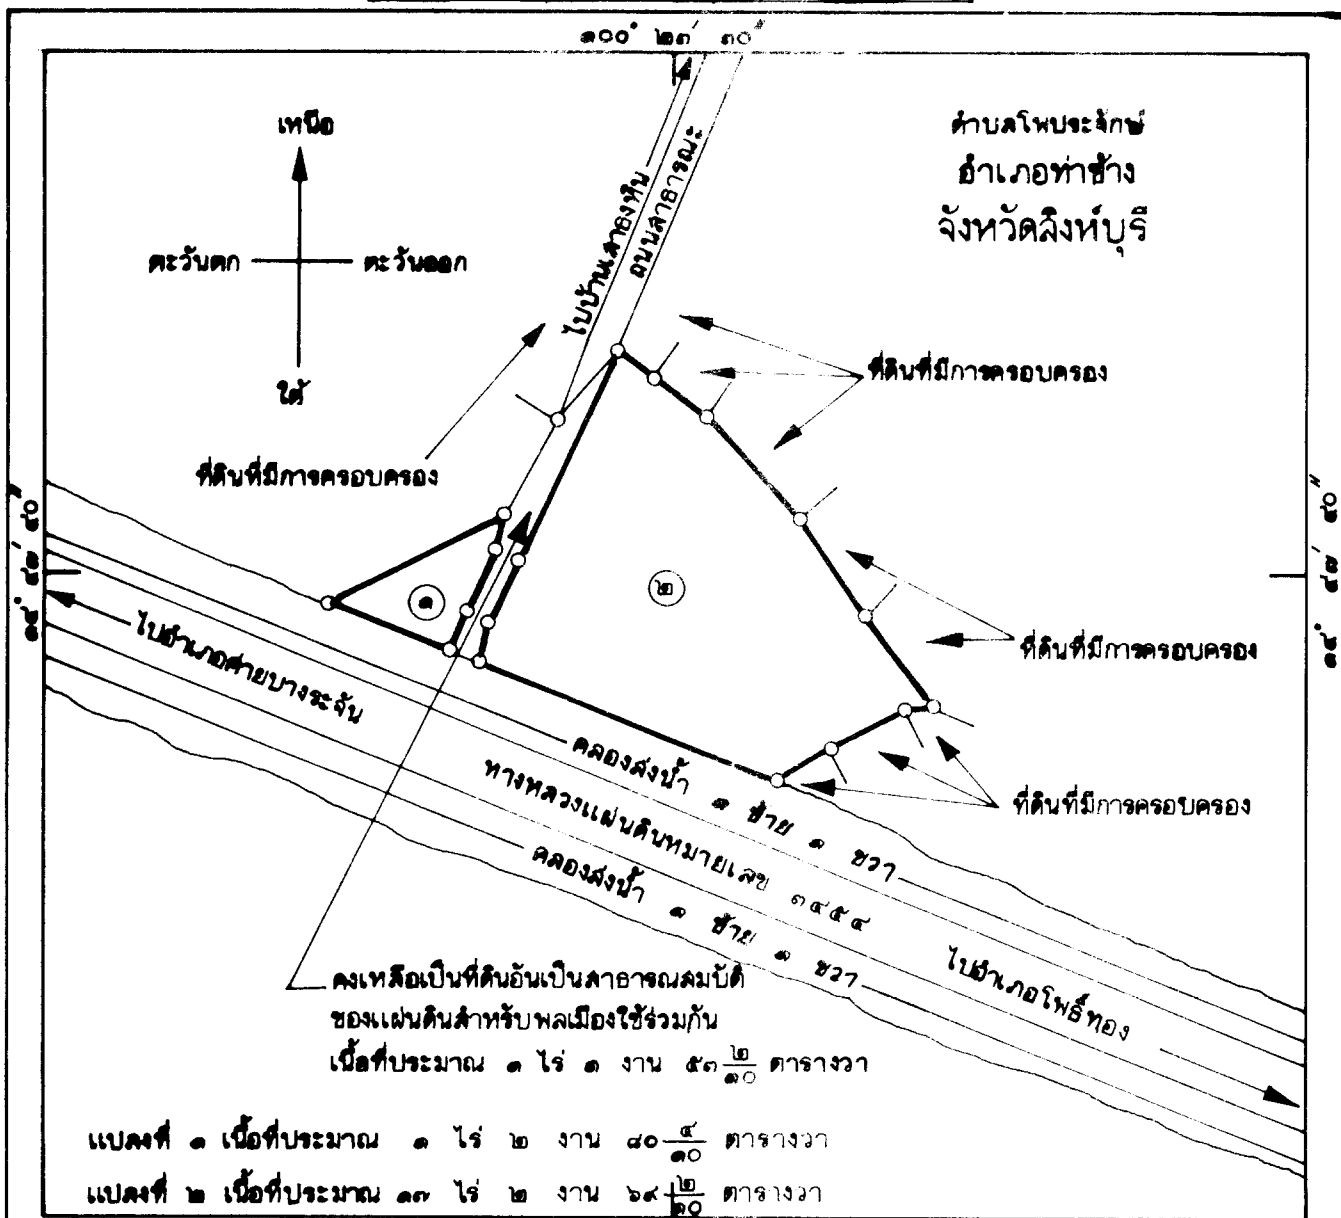 ๑๐๐° ๒๓′ ๓๐″
เหนือ
ตะวันตก
ตะวันออก
ใต้
ตำบลโพประจักษ์
อำเภอท่าช้าง
จังหวัดสิงห์บุรี
ถนนสาธารณะ
ที่ดินที่มีการครอบครอง
ที่ดินที่มีการครอบครอง
๑๔° ๔๗′ ๔๐″
๑๔° ๔๗′ ๔๐″
๑
๒
ไปอำเภอค่ายบางระจัน
ที่ดินที่มีการครอบครอง
ที่ดินที่มีการครอบครอง
คลองส่งน้ำ ๑ ซ้าย ๑ ขวา
ทางหลวงแผ่นดินหมายเลข ๓๔๕๔
คลองส่งน้ำ ๑ ซ้าย ๑ ขวา
ไปอำเภอโพธิ์ทอง
คงเหลือเป็นที่ดินอันเป็นสาธารณสมบัติ
ของแผ่นดินสำหรับพลเมืองใช้ร่วมกัน
เนื้อที่ประมาณ ๑ ไร่ ๑ งาน ๕๓ ๒/๑๐ ตารางวา
แปลงที่ ๑ เนื้อที่ประมาณ ๑ ไร่ ๒ งาน ๘๐ ๔/๑๐ ตารางวา
แปลงที่ ๒ เนื้อที่ประมาณ ๑๗ ไร่ ๒ งาน ๖๙ ๒/๑๐ ตารางวา